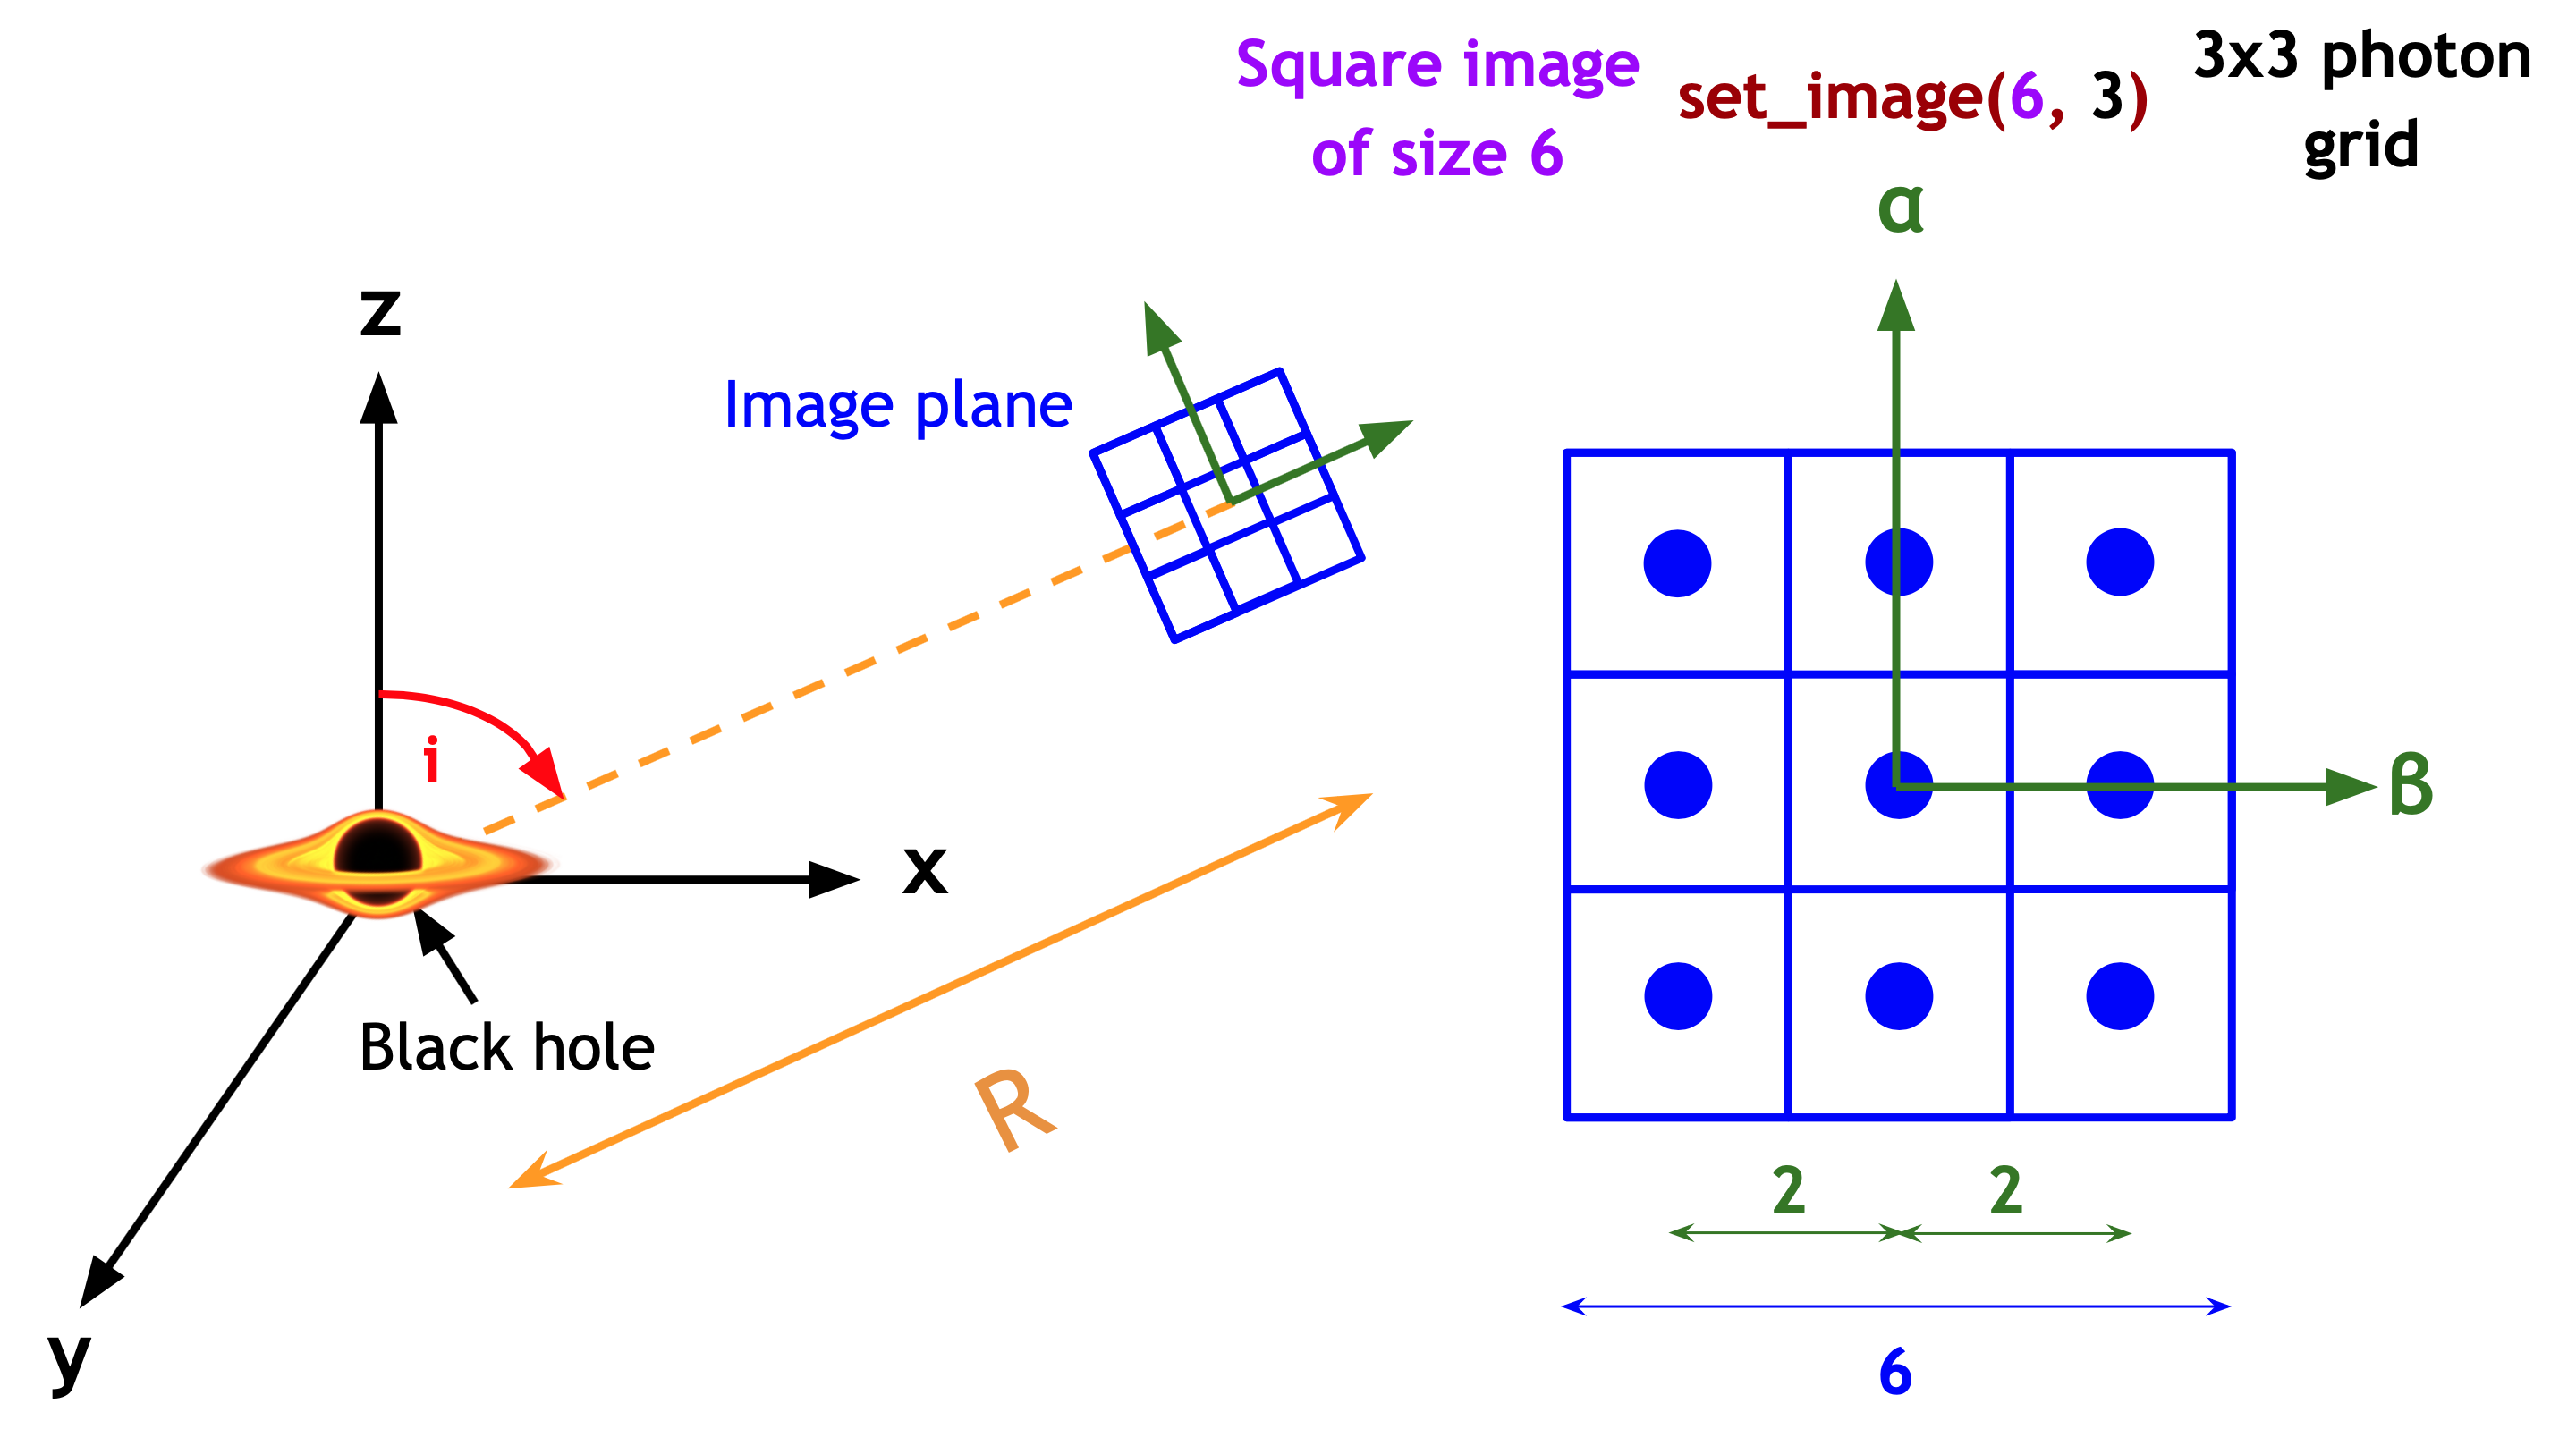 Square image
of size 6
set_image(6, 3)
3x3 photon
grid
α
z
Image plane
i
β
x
Black hole
R
2
2
y
6